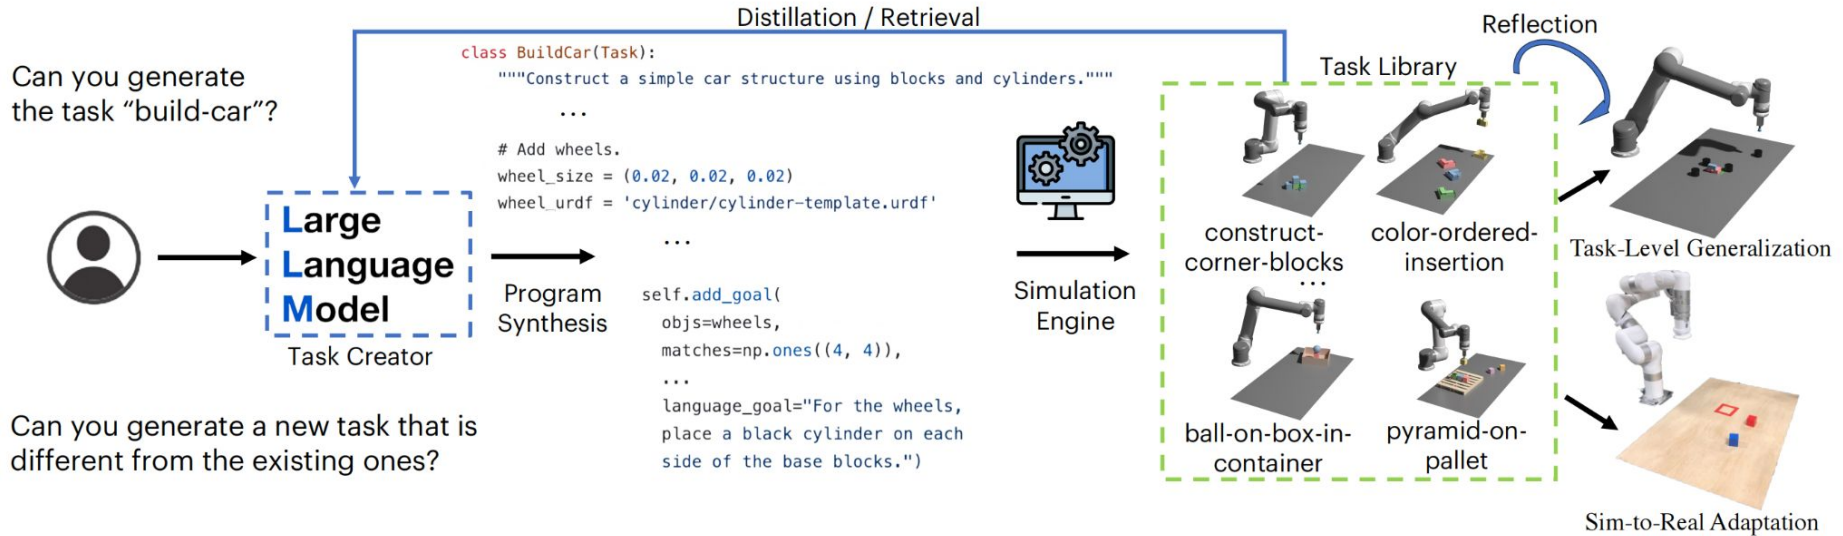 Distillation / Retrieval
Can you generate
the task “build-car”?
Large
Language
Model
Task Creator
Can you generate a new task that is
different from the existing ones?
Program
Synthesis
class BuildCar(Task):
"""Construct a simple car structure using blocks and cylinders."""
...
# Add wheels.
wheel_size = (0.02, 0.02, 0.02)
wheel_urdf = 'cylinder/cylinder-template.urdf'
...
self.add_goal(
objs=wheels,
matches=np.ones((4, 4)),
...
language_goal="For the wheels,
place a black cylinder on each
side of the base blocks.")
Simulation
Engine
Task Library
construct-
corner-blocks
color-ordered-
insertion
...
ball-on-box-in-
container
pyramid-on-
pallet
Reflection
Task-Level Generalization
Sim-to-Real Adaptation